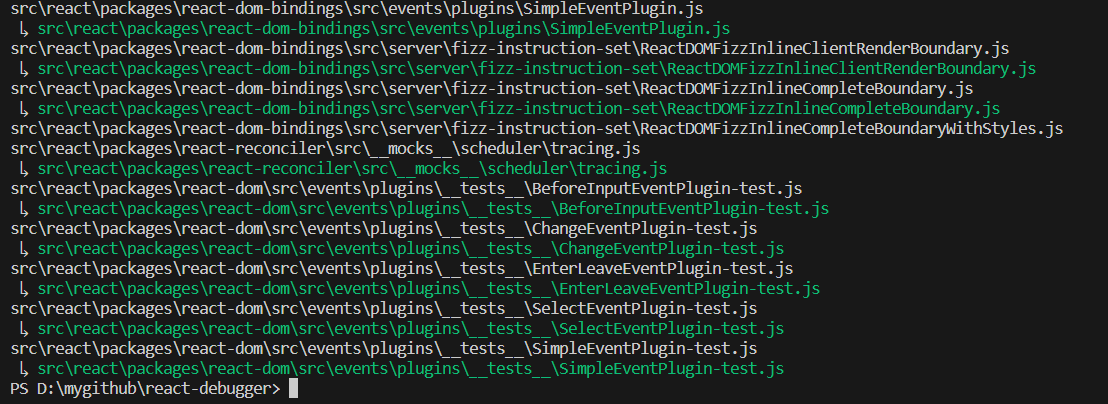 src\react\packages\react-dom-bindings\src\events\plugins\SimpleEventPlugin.js
↳ src\react\packages\react-dom-bindings\src\events\plugins\SimpleEventPlugin.js
src\react\packages\react-dom-bindings\src\server\fizz-instruction-set\ReactDOMFizzInlineClientRenderBoundary.js
↳ src\react\packages\react-dom-bindings\src\server\fizz-instruction-set\ReactDOMFizzInlineClientRenderBoundary.js
src\react\packages\react-dom-bindings\src\server\fizz-instruction-set\ReactDOMFizzInlineCompleteBoundary.js
↳ src\react\packages\react-dom-bindings\src\server\fizz-instruction-set\ReactDOMFizzInlineCompleteBoundary.js
src\react\packages\react-dom-bindings\src\server\fizz-instruction-set\ReactDOMFizzInlineCompleteBoundaryWithStyles.js
src\react\packages\react-reconciler\src\__mocks__\scheduler\tracing.js
↳ src\react\packages\react-reconciler\src\__mocks__\scheduler\tracing.js
src\react\packages\react-dom\src\events\plugins\__tests__\BeforeInputEventPlugin-test.js
↳ src\react\packages\react-dom\src\events\plugins\__tests__\BeforeInputEventPlugin-test.js
src\react\packages\react-dom\src\events\plugins\__tests__\ChangeEventPlugin-test.js
↳ src\react\packages\react-dom\src\events\plugins\__tests__\ChangeEventPlugin-test.js
src\react\packages\react-dom\src\events\plugins\__tests__\EnterLeaveEventPlugin-test.js
↳ src\react\packages\react-dom\src\events\plugins\__tests__\EnterLeaveEventPlugin-test.js
src\react\packages\react-dom\src\events\plugins\__tests__\SelectEventPlugin-test.js
↳ src\react\packages\react-dom\src\events\plugins\__tests__\SelectEventPlugin-test.js
src\react\packages\react-dom\src\events\plugins\__tests__\SimpleEventPlugin-test.js
↳ src\react\packages\react-dom\src\events\plugins\__tests__\SimpleEventPlugin-test.js
PS D:\mygithub\react-debugger>